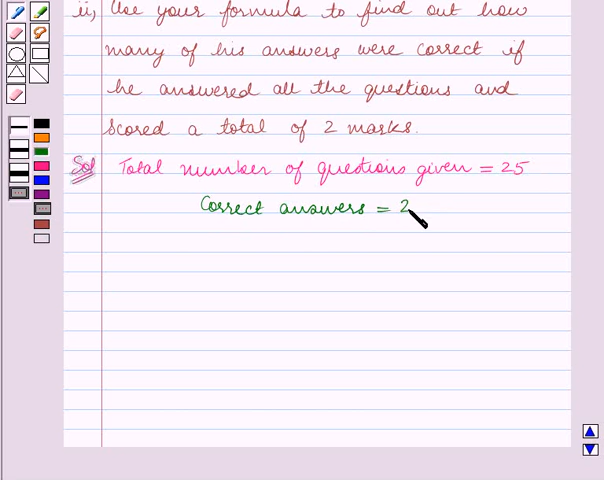 ii, Use your formula to find out how
many of his answers were correct if
he answered all the questions and
scored a total of 2 marks.
Sol Total number of questions given = 25
Correct answers = 2